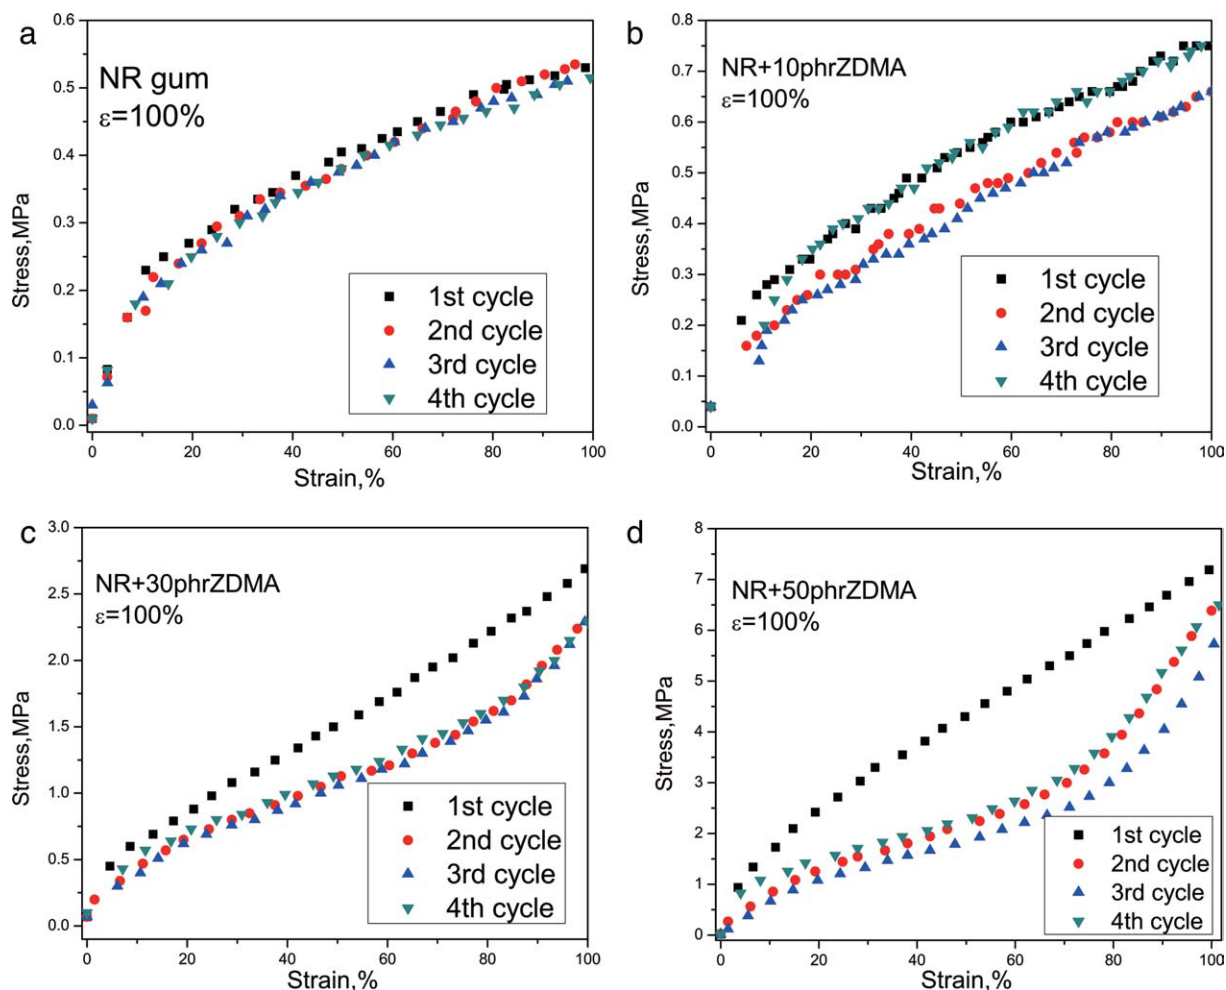 a
NR gum
ε=100%
0.6
0.5
0.4
0.3
0.2
0.1
0.0
Stress,MPa
1st cycle
2nd cycle
3rd cycle
4th cycle
0 20 40 60 80 100
Strain,%
b
NR+10phrZDMA
ε=100%
0.8
0.7
0.6
0.5
0.4
0.3
0.2
0.1
0.0
Stress,MPa
1st cycle
2nd cycle
3rd cycle
4th cycle
0 20 40 60 80 100
Strain,%
c
NR+30phrZDMA
ε=100%
3.0
2.5
2.0
1.5
1.0
0.5
0.0
Stress,MPa
1st cycle
2nd cycle
3rd cycle
4th cycle
0 20 40 60 80 100
Strain,%
d
NR+50phrZDMA
ε=100%
8
7
6
5
4
3
2
1
0
Stress,MPa
1st cycle
2nd cycle
3rd cycle
4th cycle
0 20 40 60 80 100
Strain,%